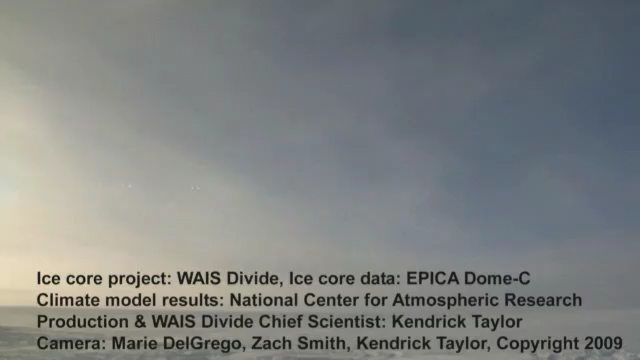 Ice core project: WAIS Divide, Ice core data: EPICA Dome-C
Climate model results: National Center for Atmospheric Research
Production & WAIS Divide Chief Scientist: Kendrick Taylor
Camera: Marie DelGrego, Zach Smith, Kendrick Taylor, Copyright 2009